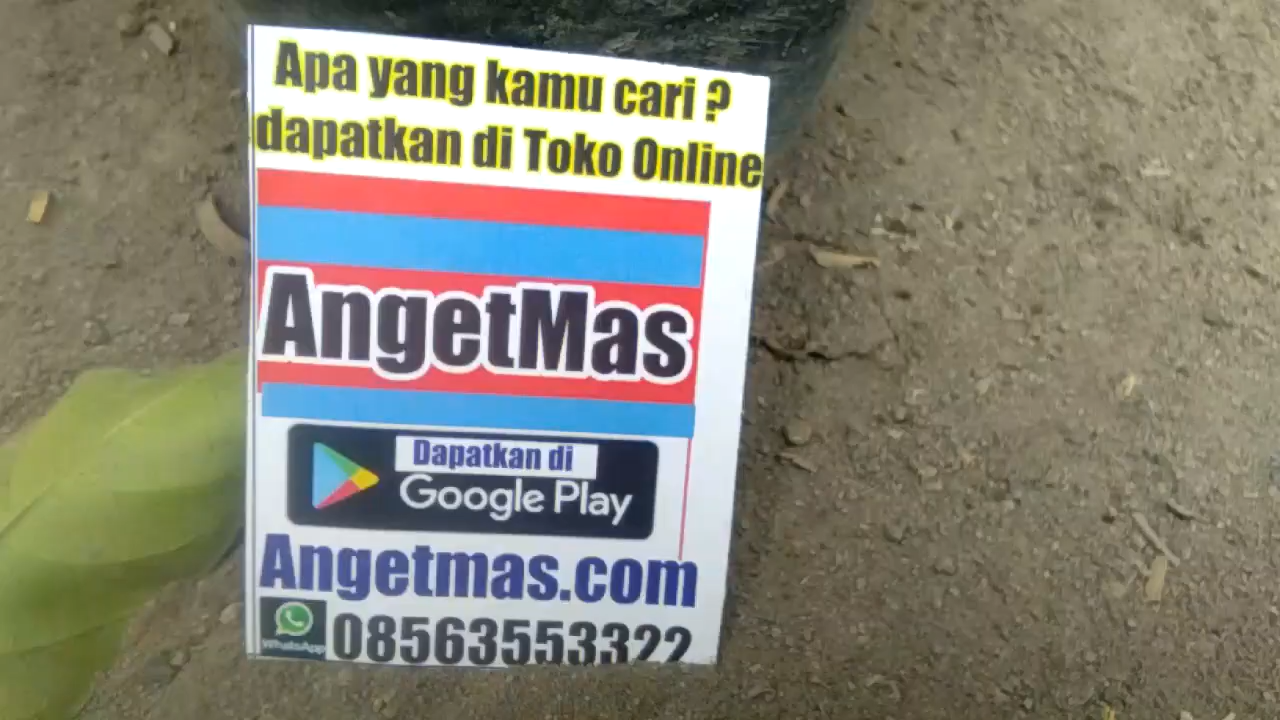 Apa yang kamu cari ?
dapatkan di Toko Online
AngetMas
Dapatkan di
Google Play
Angetmas.com
WhatsApp
08563553322